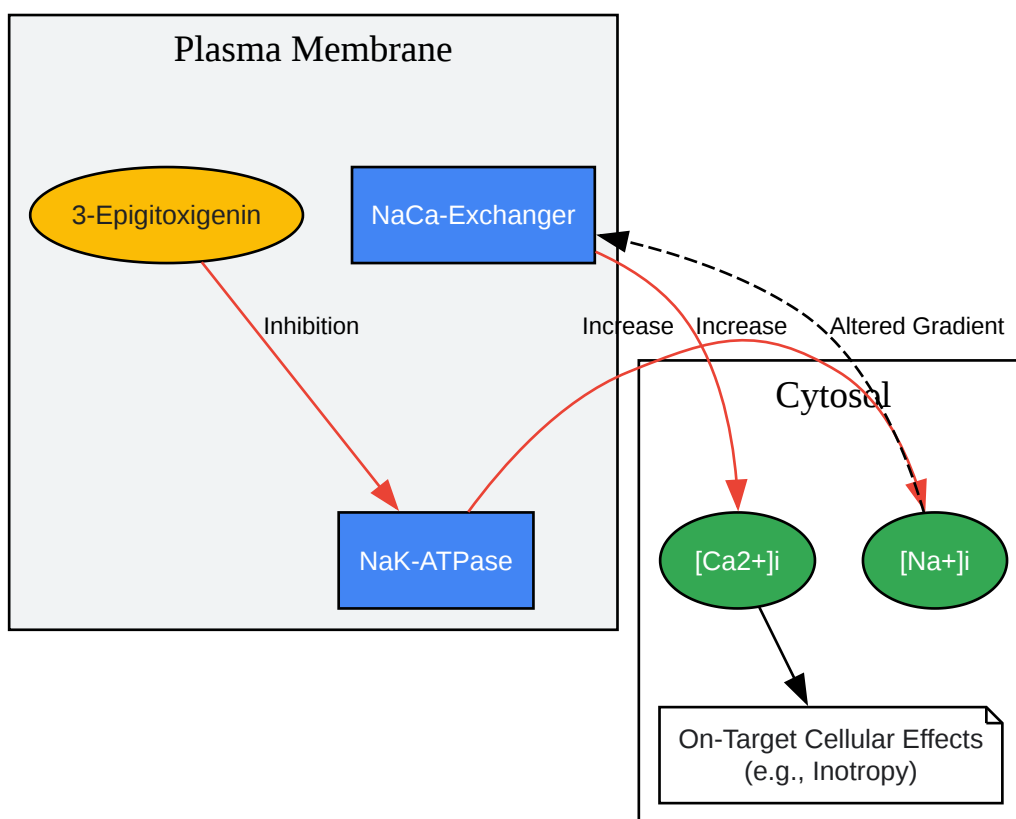 Plasma Membrane
3-Epigitoxigenin
NaCa-Exchanger
Inhibition
Increase
Increase
Altered Gradient
Cytosol
NaK-ATPase
[Ca2+]i
[Na+]i
On-Target Cellular Effects
(e.g., Inotropy)